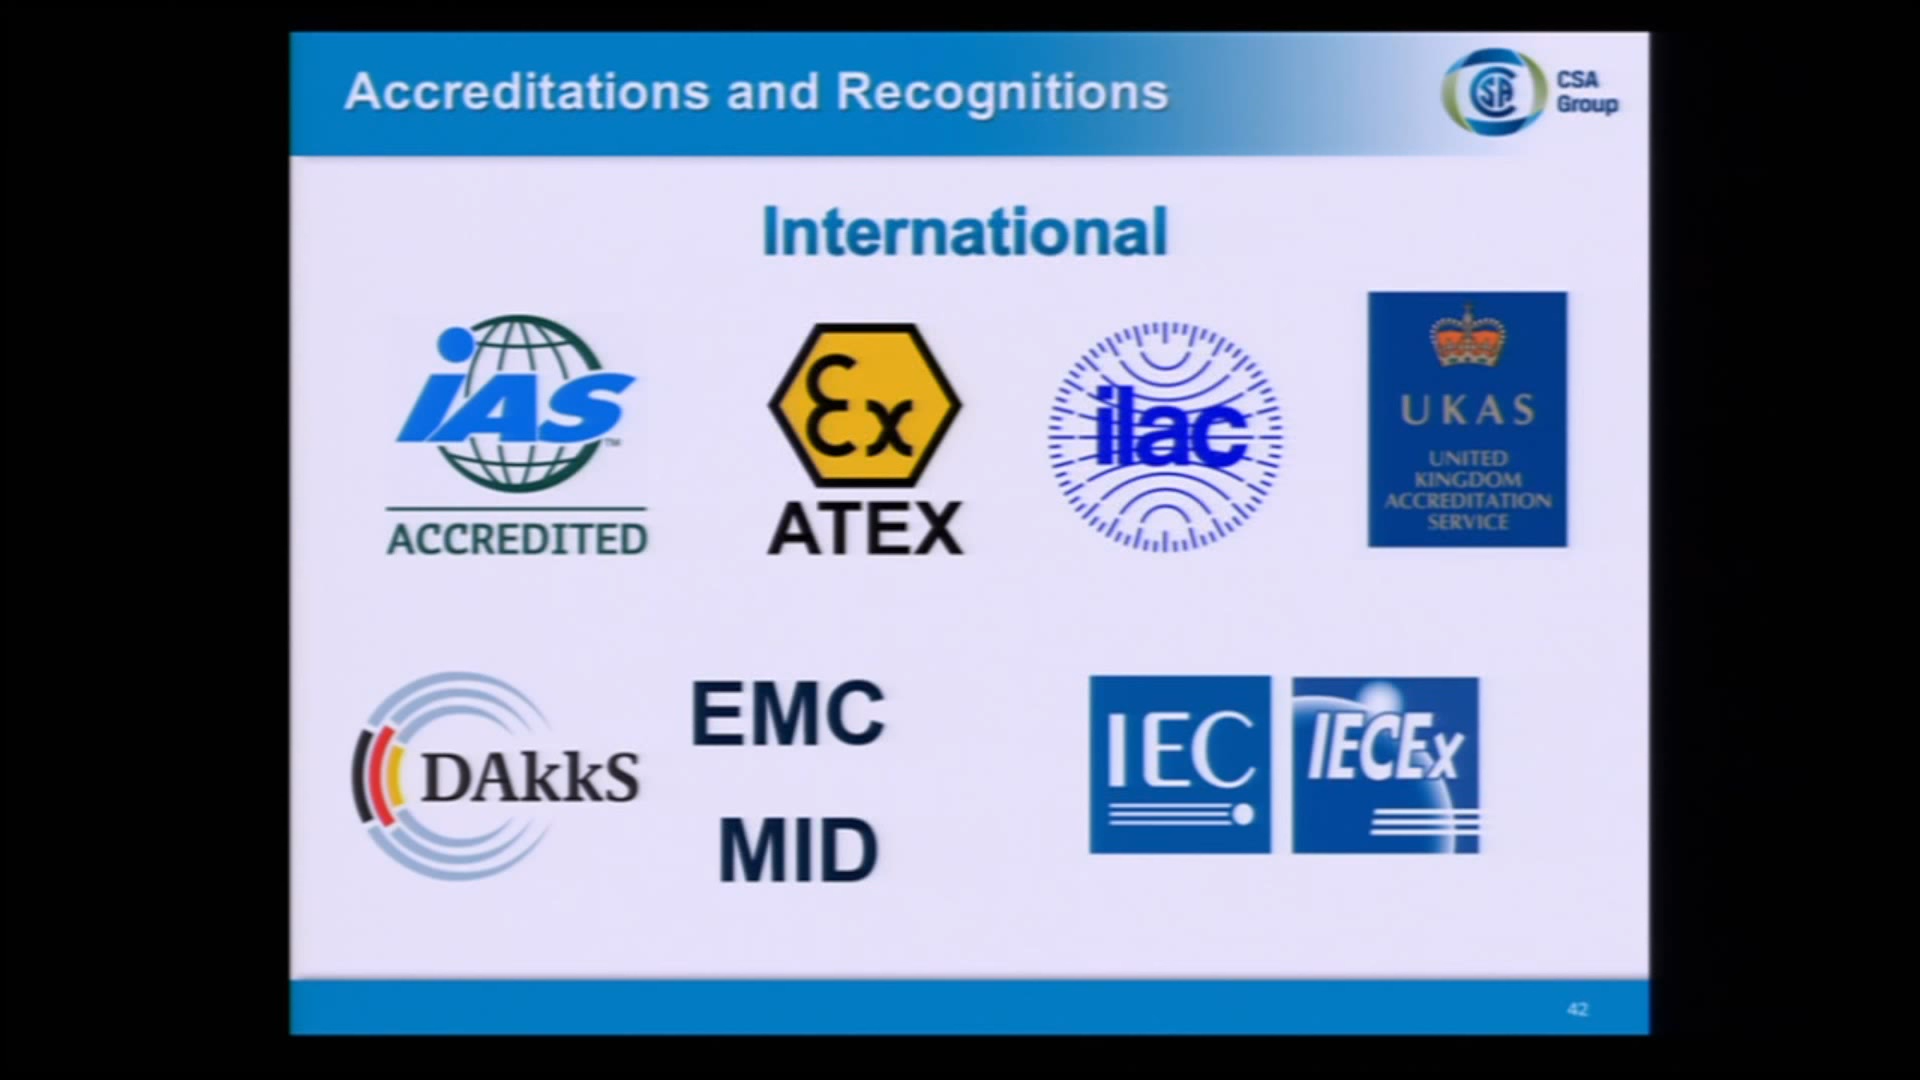 Accreditations and Recognitions
CSA
Group
International
iAS
™
ACCREDITED
Ex
ATEX
ilac
UKAS
UNITED
KINGDOM
ACCREDITATION
SERVICE
DAkkS
EMC
MID
IEC
IECEx
42